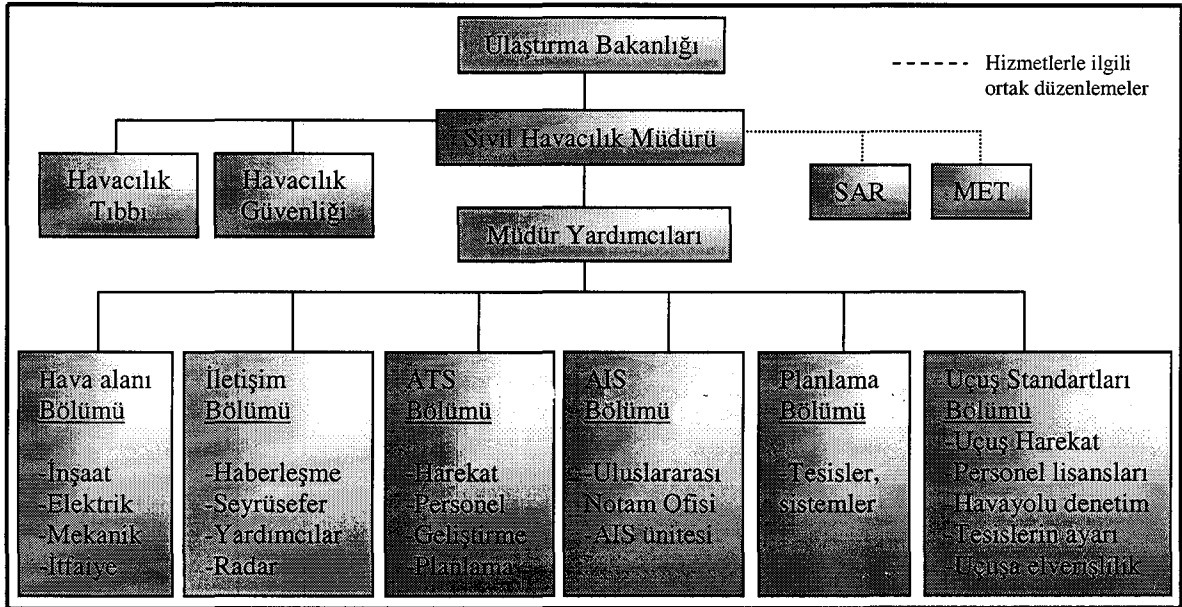 Ulaştırma Bakanlığı
Hizmetlerle ilgili
ortak düzenlemeler
Sivil Havacılık Müdürü
Havacılık
Tıbbı
Havacılık
Güvenliği
SAR
MET
Müdür Yardımcıları
Hava alanı
Bölümü
-İnşaat
-Elektrik
-Mekanik
-İtfaiye
İletişim
Bölümü
-Haberleşme
-Seyrüsefer
-Yardımcılar
-Radar
ATS
Bölümü
-Harekat
-Personel
Geliştirme
-Planlama
AIS
Bölümü
-Uluslararası
Notam Ofisi
-AIS ünitesi
Planlama
Bölümü
-Tesisler,
sistemler
Uçuş Standartları
Bölümü
-Uçuş Harekat
-Personel lisansları
-Havayolu denetim
-Tesislerin ayarı
-Uçuşa elverişlilik